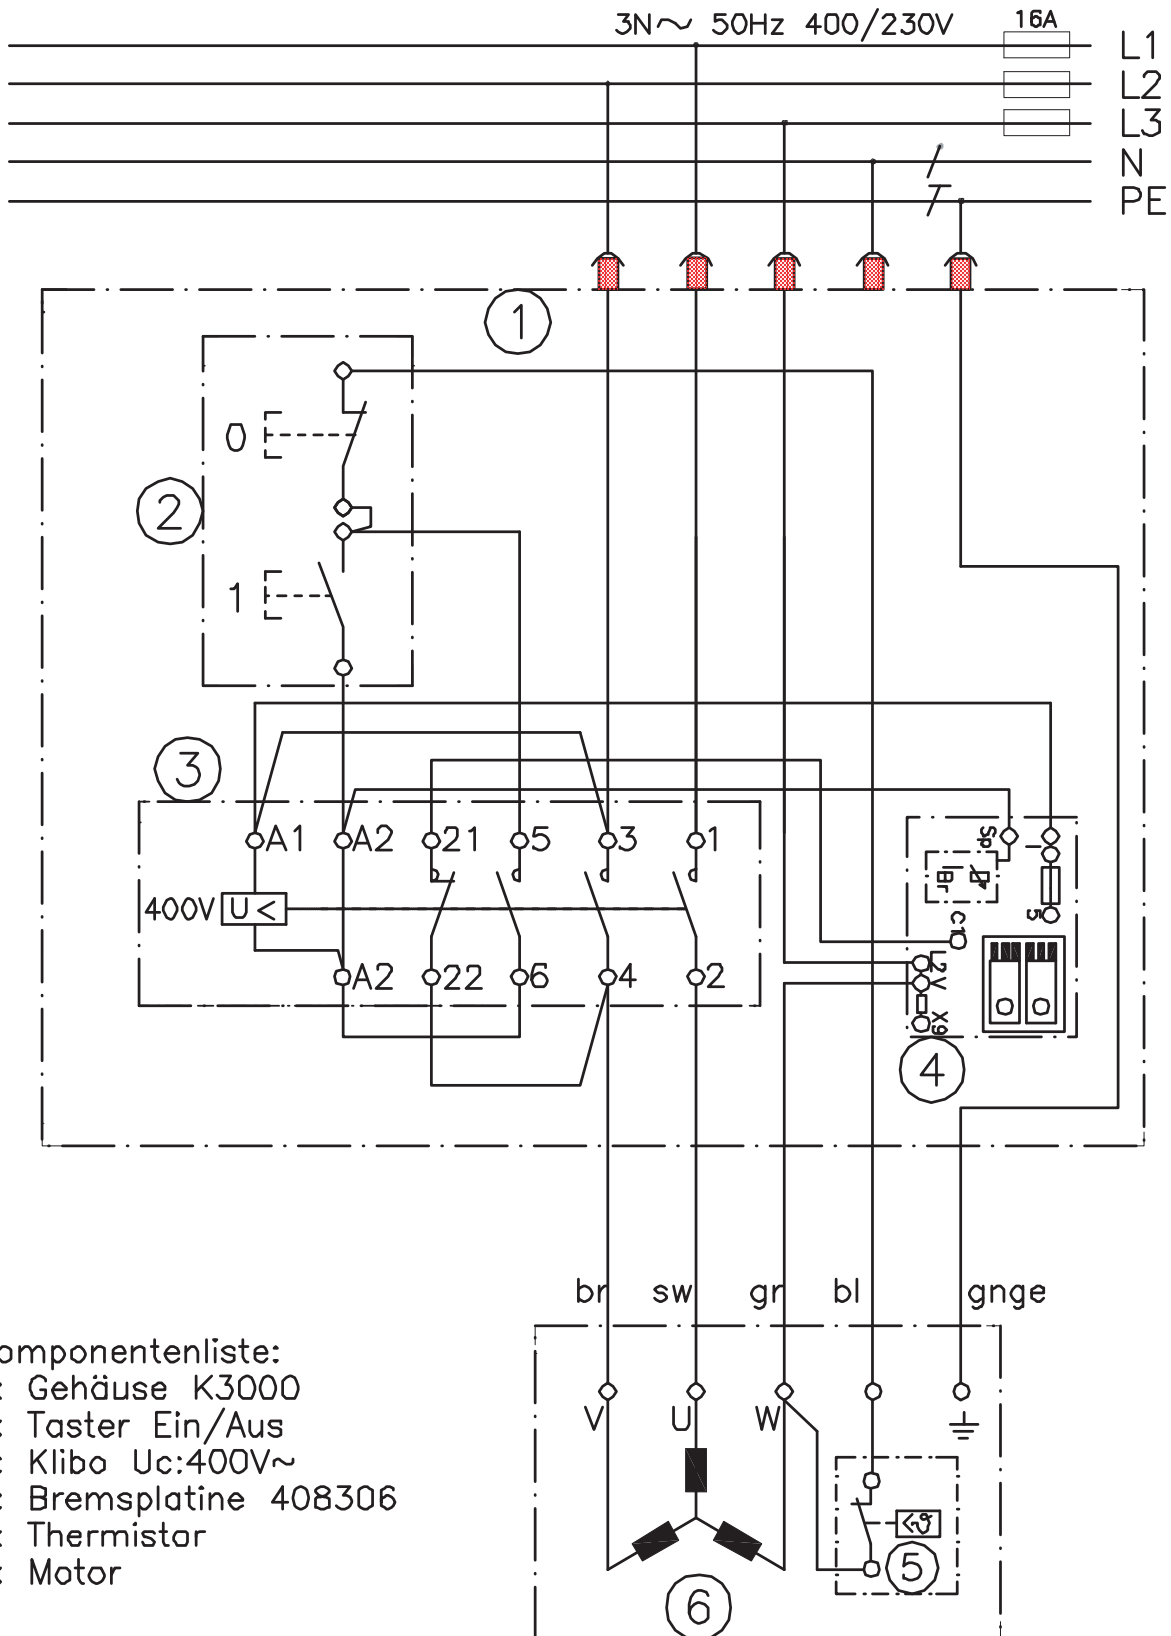 3N~ 50Hz 400/230V
16A
L1
L2
L3
N
PE
1
0
2
1
3
A1 A2 21 5 3 1
400V U<
A2 22 6 4 2
Sp
1
IBr
5
C1
L2
V
X9
4
br sw gr bl gnge
omponentenliste:
: Gehäuse K3000
: Taster Ein/Aus
: Klibo Uc:400V~
: Bremsplatine 408306
: Thermistor
: Motor
V U W
<ϑ
5
6